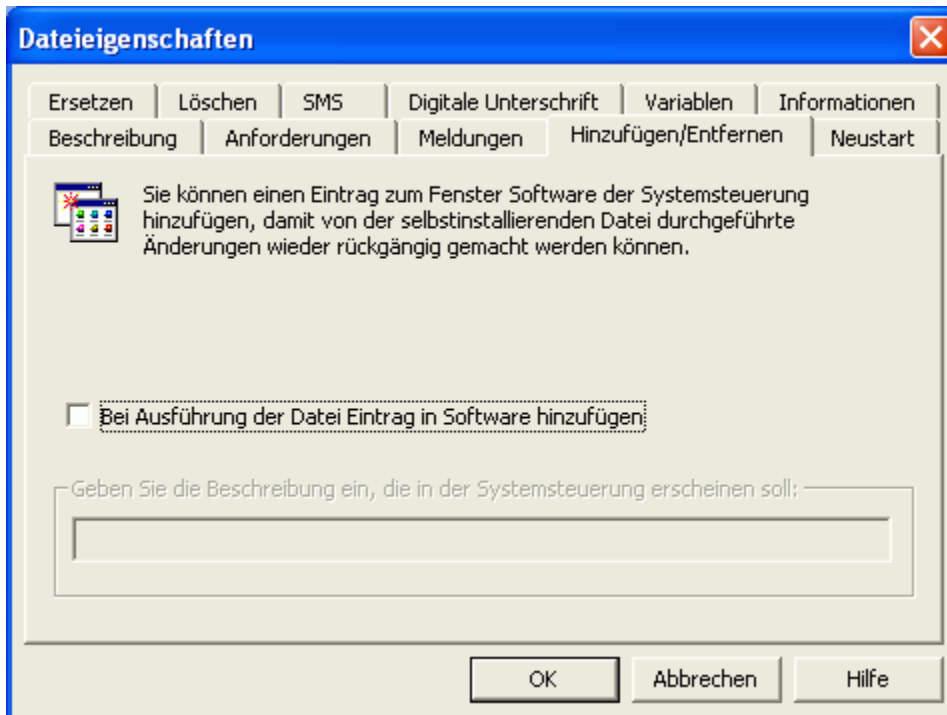 Dateieigenschaften
Ersetzen Löschen SMS Digitale Unterschrift Variablen Informationen
Beschreibung Anforderungen Meldungen Hinzufügen/Entfernen Neustart
Sie können einen Eintrag zum Fenster Software der Systemsteuerung
hinzufügen, damit von der selbstinstallierenden Datei durchgeführte
Änderungen wieder rückgängig gemacht werden können.
Bei Ausführung der Datei Eintrag in Software hinzufügen
Geben Sie die Beschreibung ein, die in der Systemsteuerung erscheinen soll:
OK Abbrechen Hilfe